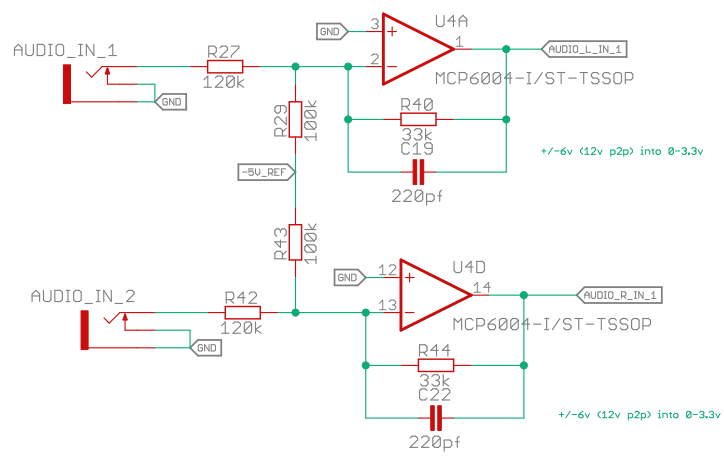 U4A
GND
3
+
1
AUDIO_L_IN_1
AUDIO_IN_1
R27
120k
2
-
MCP6004-I/ST-TSSOP
GND
R29
100k
R40
33k
C19
220pf
+/-6v (12v p2p) into 0-3.3v
-5V_REF
R43
100k
U4D
GND
12
+
14
AUDIO_R_IN_1
AUDIO_IN_2
R42
120k
13
-
MCP6004-I/ST-TSSOP
GND
R44
33k
C22
220pf
+/-6v (12v p2p) into 0-3.3v